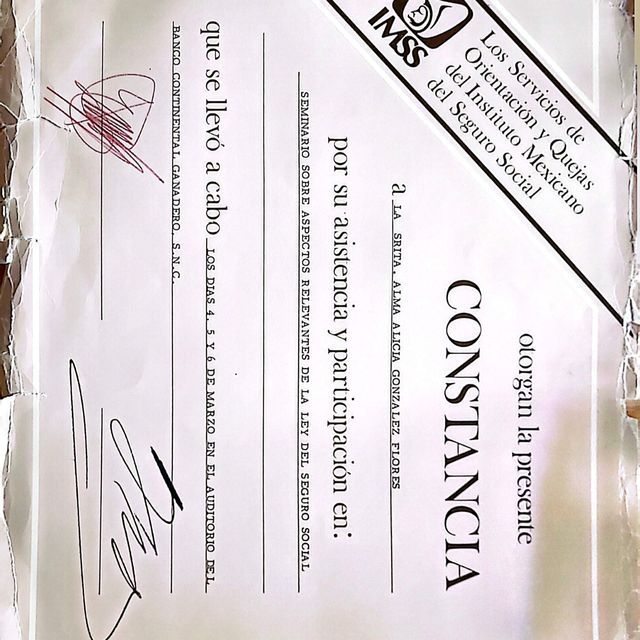 IMSS
Los Servicios de
Orientación y Quejas
del Instituto Mexicano
del Seguro Social
otorgan la presente
CONSTANCIA
a LA SRITA. ALMA ALICIA GONZALEZ FLORES
por su asistencia y participación en:
SEMINARIO SOBRE ASPECTOS RELEVANTES DE LA LEY DEL SEGURO SOCIAL
que se llevó a cabo LOS DIAS 4, 5 Y 6 DE MARZO EN EL AUDITORIO DEL
BANCO CONTINENTAL GANADERO, S.N.C.